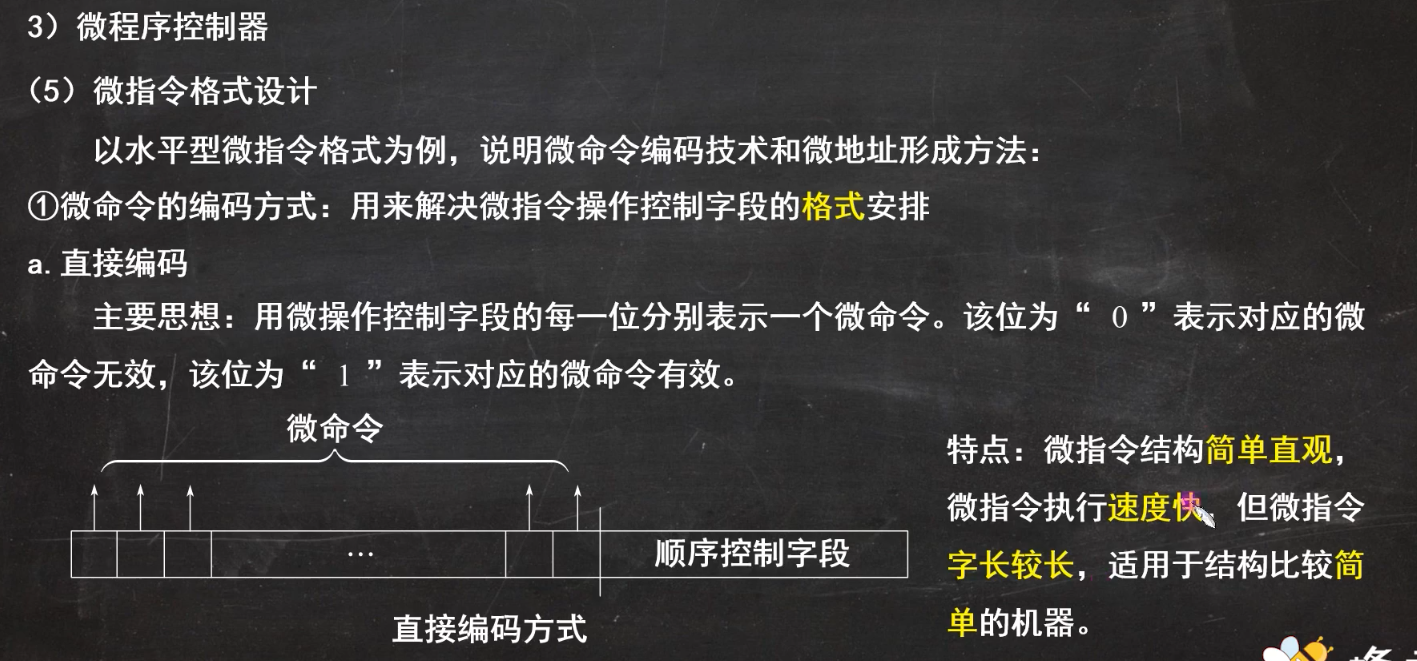 3）微程序控制器
（5）微指令格式设计
以水平型微指令格式为例，说明微命令编码技术和微地址形成方法：
①微命令的编码方式：用来解决微指令操作控制字段的格式安排
a. 直接编码
主要思想：用微操作控制字段的每一位分别表示一个微命令。该位为“ 0 ”表示对应的微
命令无效，该位为“ 1 ”表示对应的微命令有效。
微命令
… 顺序控制字段
直接编码方式
特点：微指令结构简单直观，
微指令执行速度快，但微指令
字长较长，适用于结构比较简
单的机器。